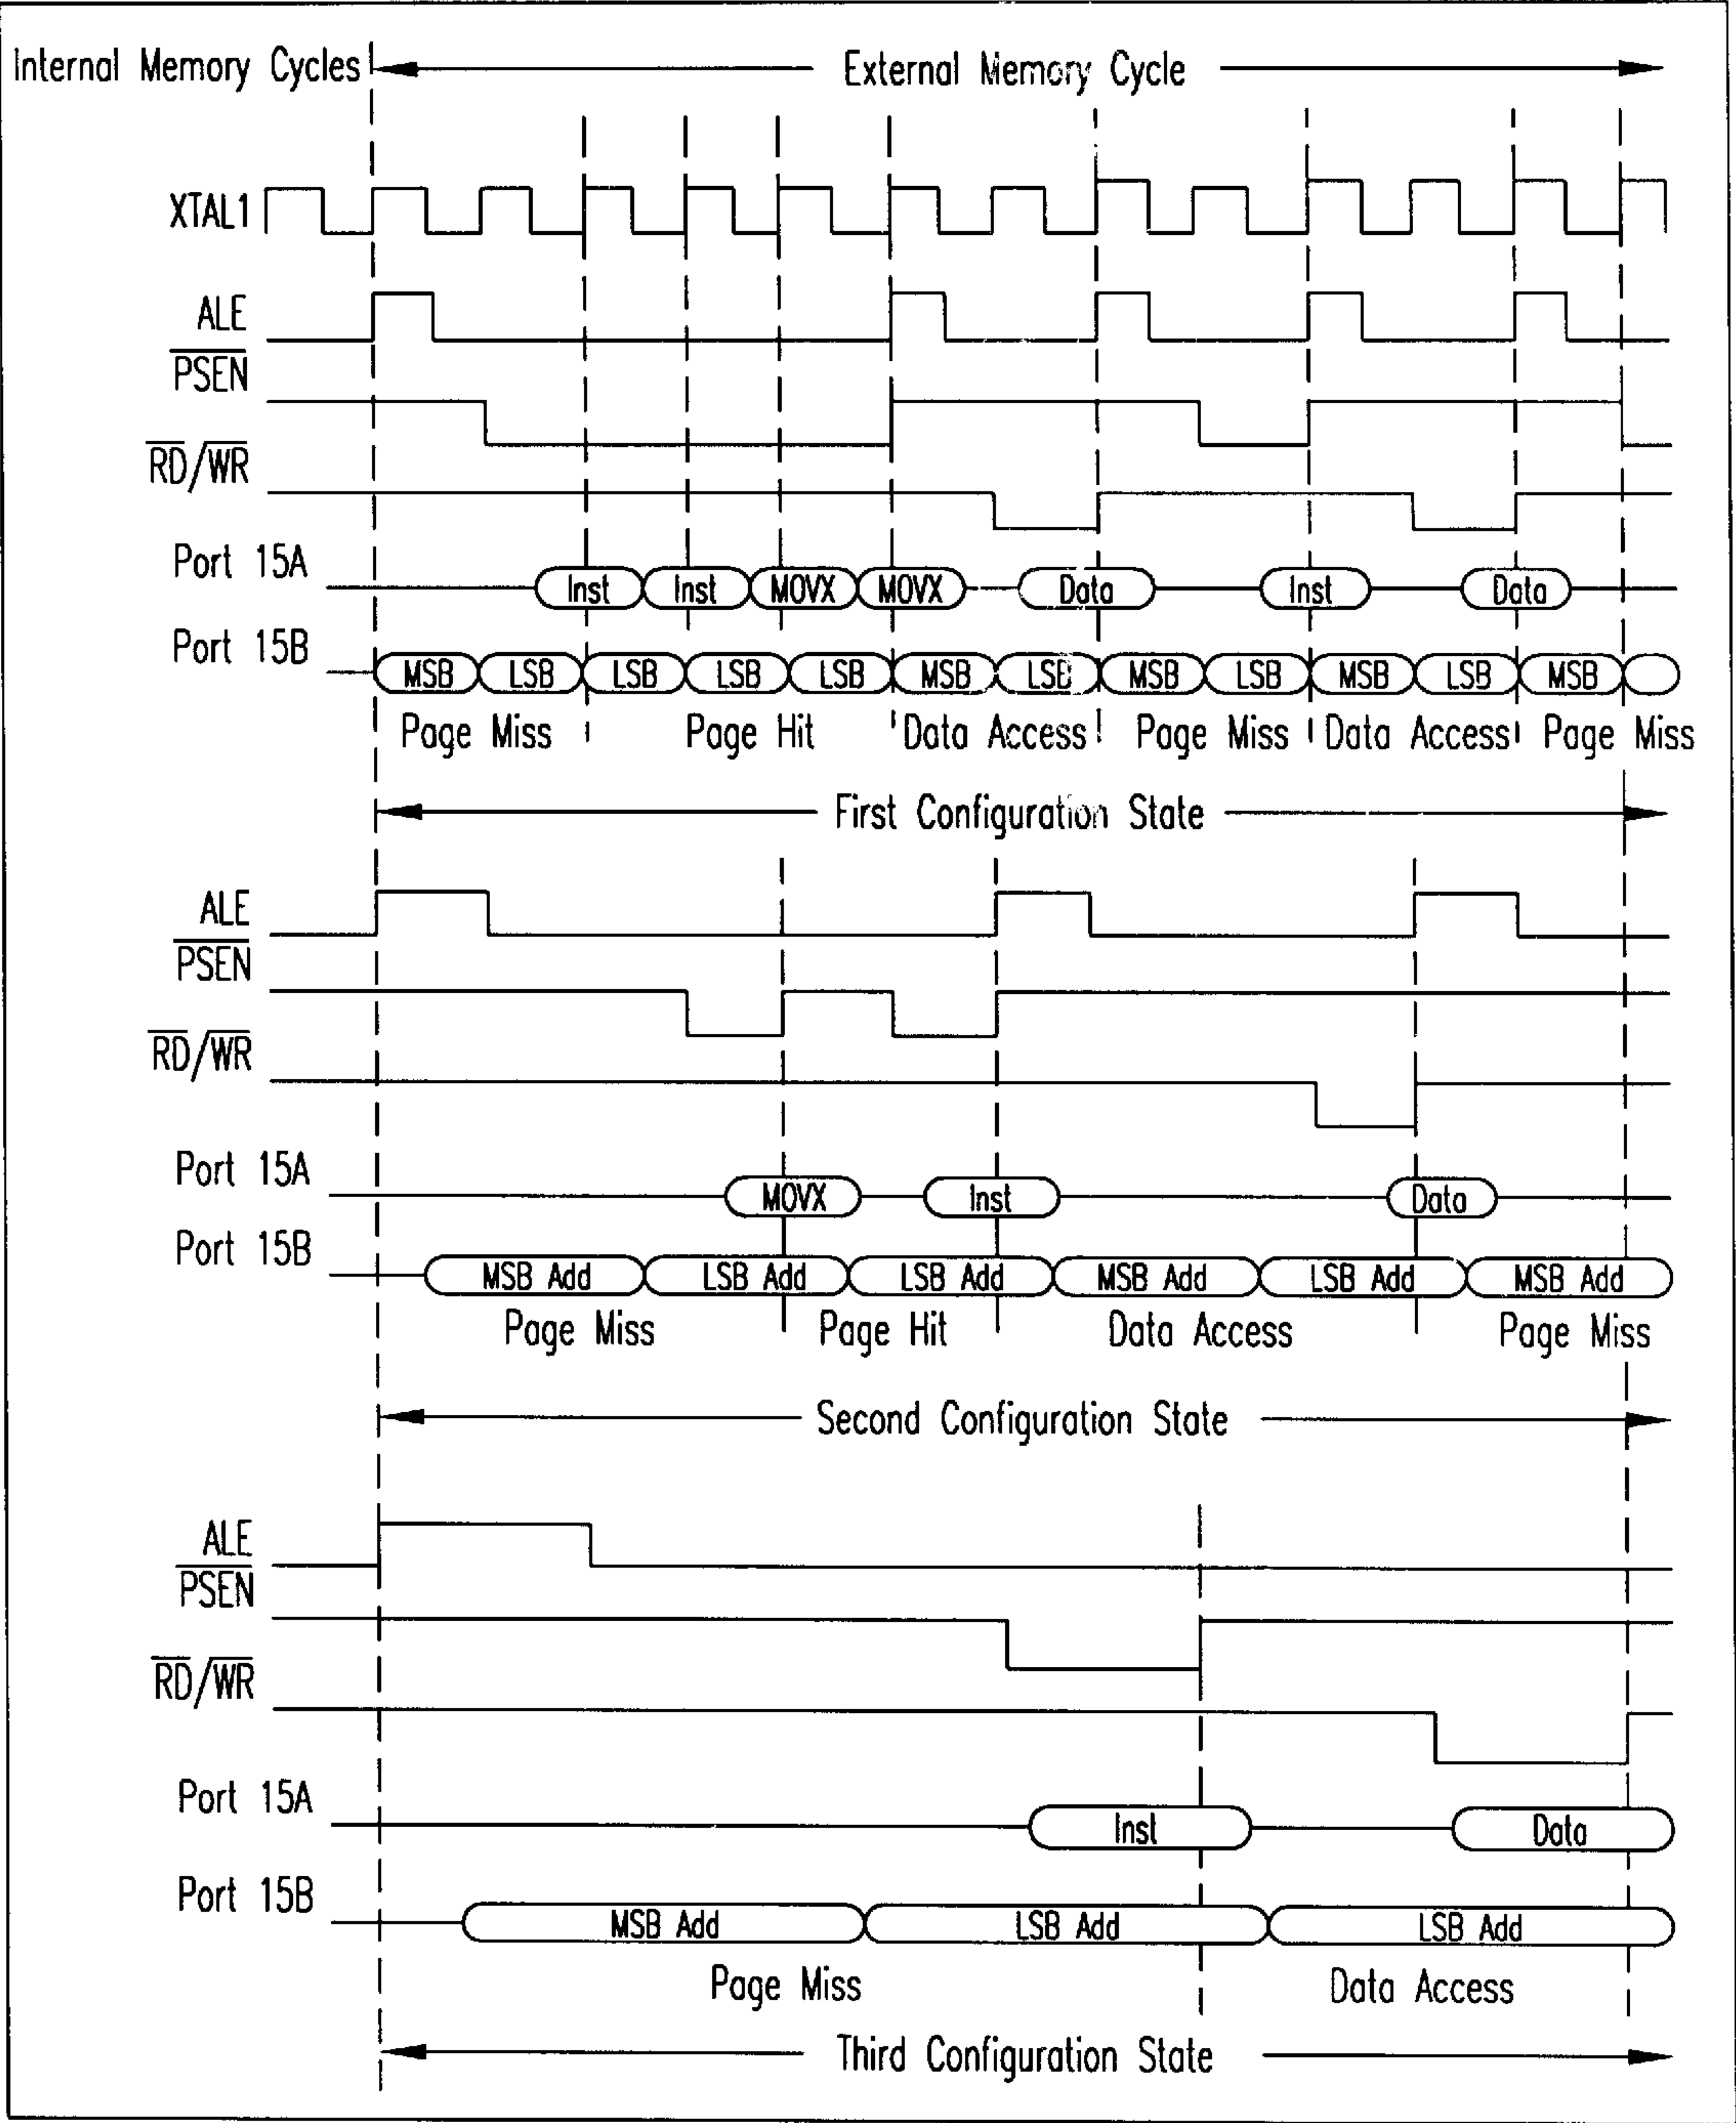 Internal Memory Cycles External Memory Cycle
XTAL1
ALE
PSEN
RD/WR
Port 15A Inst Inst MOVX MOVX Data Inst Data
Port 15B MSB LSB LSB LSB LSB MSB LSB MSB LSB MSB LSB MSB
Page Miss Page Hit Data Access Page Miss Data Access Page Miss
First Configuration State
ALE
PSEN
RD/WR
Port 15A MOVX Inst Data
Port 15B MSB Add LSB Add LSB Add MSB Add LSB Add MSB Add
Page Miss Page Hit Data Access Page Miss
Second Configuration State
ALE
PSEN
RD/WR
Port 15A Inst Data
Port 15B MSB Add LSB Add LSB Add
Page Miss Data Access
Third Configuration State